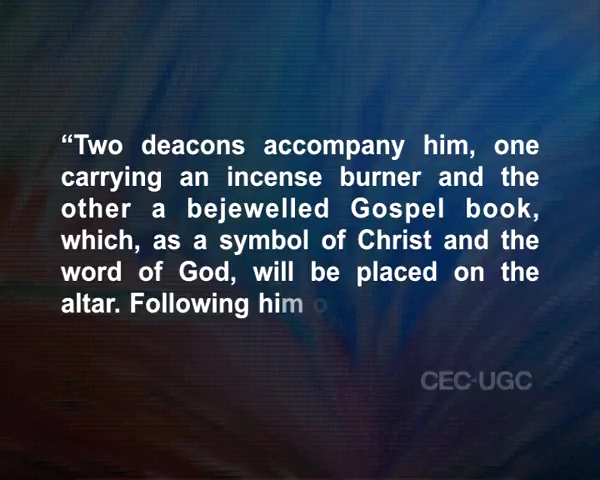 “Two deacons accompany him, one
carrying an incense burner and the
other a bejewelled Gospel book,
which, as a symbol of Christ and the
word of God, will be placed on the
altar. Following him o
CEC-UGC